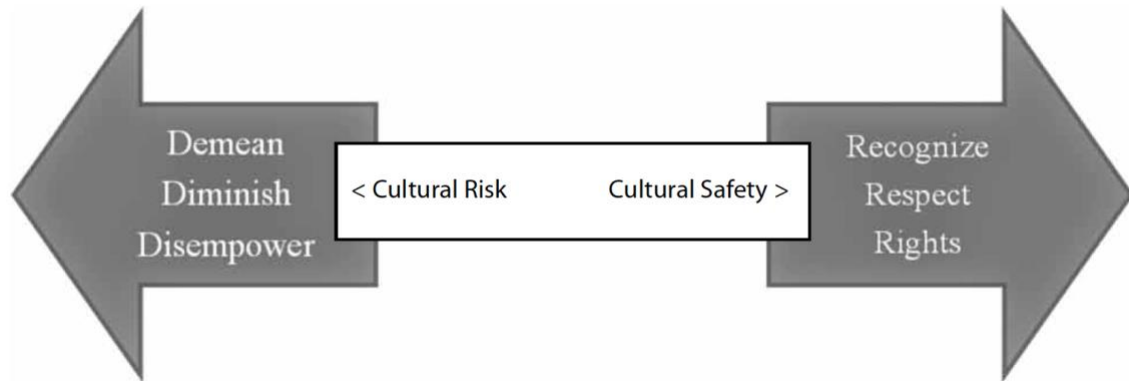 Demean
Diminish
Disempower
< Cultural Risk
Cultural Safety >
Recognize
Respect
Rights